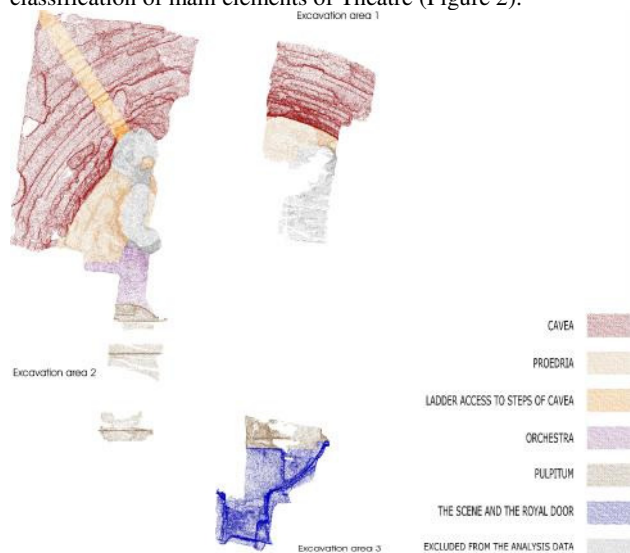 classification of main elements of Theatre (Figure 2).
Excavation area 1
CAVEA
PROEDRIA
Excavation area 2
LADDER ACCESS TO STEPS OF CAVEA
ORCHESTRA
PULPITUM
THE SCENE AND THE ROYAL DOOR
EXCLUDED FROM THE ANALYSIS DATA
Excavation area 3